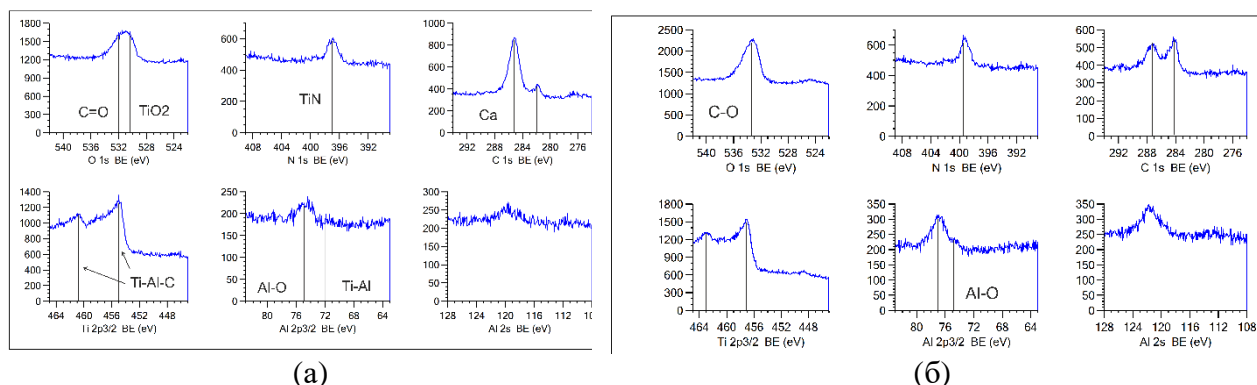 1800
1500
1200
900
600
300
0
C=O
TiO2
540 536 532 528 524
O 1s BE (eV)
600
400
200
0
TiN
408 404 400 396 392
N 1s BE (eV)
1000
800
600
400
200
0
Ca
292 288 284 280 276
C 1s BE (eV)
1400
1200
1000
800
600
400
200
0
Ti-Al-C
464 460 456 452 448
Ti 2p3/2 BE (eV)
250
200
150
100
50
0
Al-O
Ti-Al
80 76 72 68 64
Al 2p3/2 BE (eV)
300
250
200
150
100
50
0
128 124 120 116 112
Al 2s BE (eV)
(а)
2500
2000
1500
1000
500
0
C-O
540 536 532 528 524
O 1s BE (eV)
600
400
200
0
408 404 400 396 392
N 1s BE (eV)
600
500
400
300
200
100
0
292 288 284 280 276
C 1s BE (eV)
1800
1500
1200
900
600
300
0
464 460 456 452 448
Ti 2p3/2 BE (eV)
350
300
250
200
150
100
50
0
Al-O
80 76 72 68 64
Al 2p3/2 BE (eV)
350
300
250
200
150
100
50
0
128 124 120 116 112 108
Al 2s BE (eV)
(б)